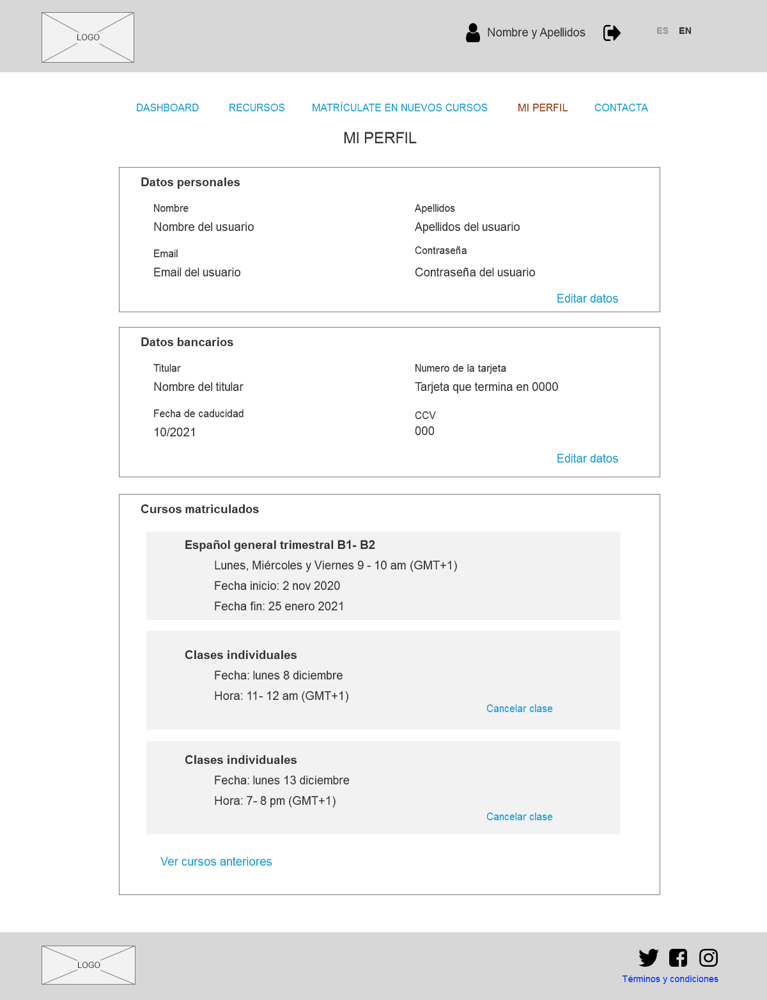 LOGO
Nombre y Apellidos
ES EN
DASHBOARD RECURSOS MATRÍCULATE EN NUEVOS CURSOS MI PERFIL CONTACTA
MI PERFIL
Datos personales
Nombre Apellidos
Nombre del usuario Apellidos del usuario
Email Contraseña
Email del usuario Contraseña del usuario
Editar datos
Datos bancarios
Titular Numero de la tarjeta
Nombre del titular Tarjeta que termina en 0000
Fecha de caducidad CCV
10/2021 000
Editar datos
Cursos matriculados
Español general trimestral B1- B2
Lunes, Miércoles y Viernes 9 - 10 am (GMT+1)
Fecha inicio: 2 nov 2020
Fecha fin: 25 enero 2021
Clases individuales
Fecha: lunes 8 diciembre
Hora: 11- 12 am (GMT+1)
Cancelar clase
Clases individuales
Fecha: lunes 13 diciembre
Hora: 7- 8 pm (GMT+1)
Cancelar clase
Ver cursos anteriores
LOGO
Términos y condiciones